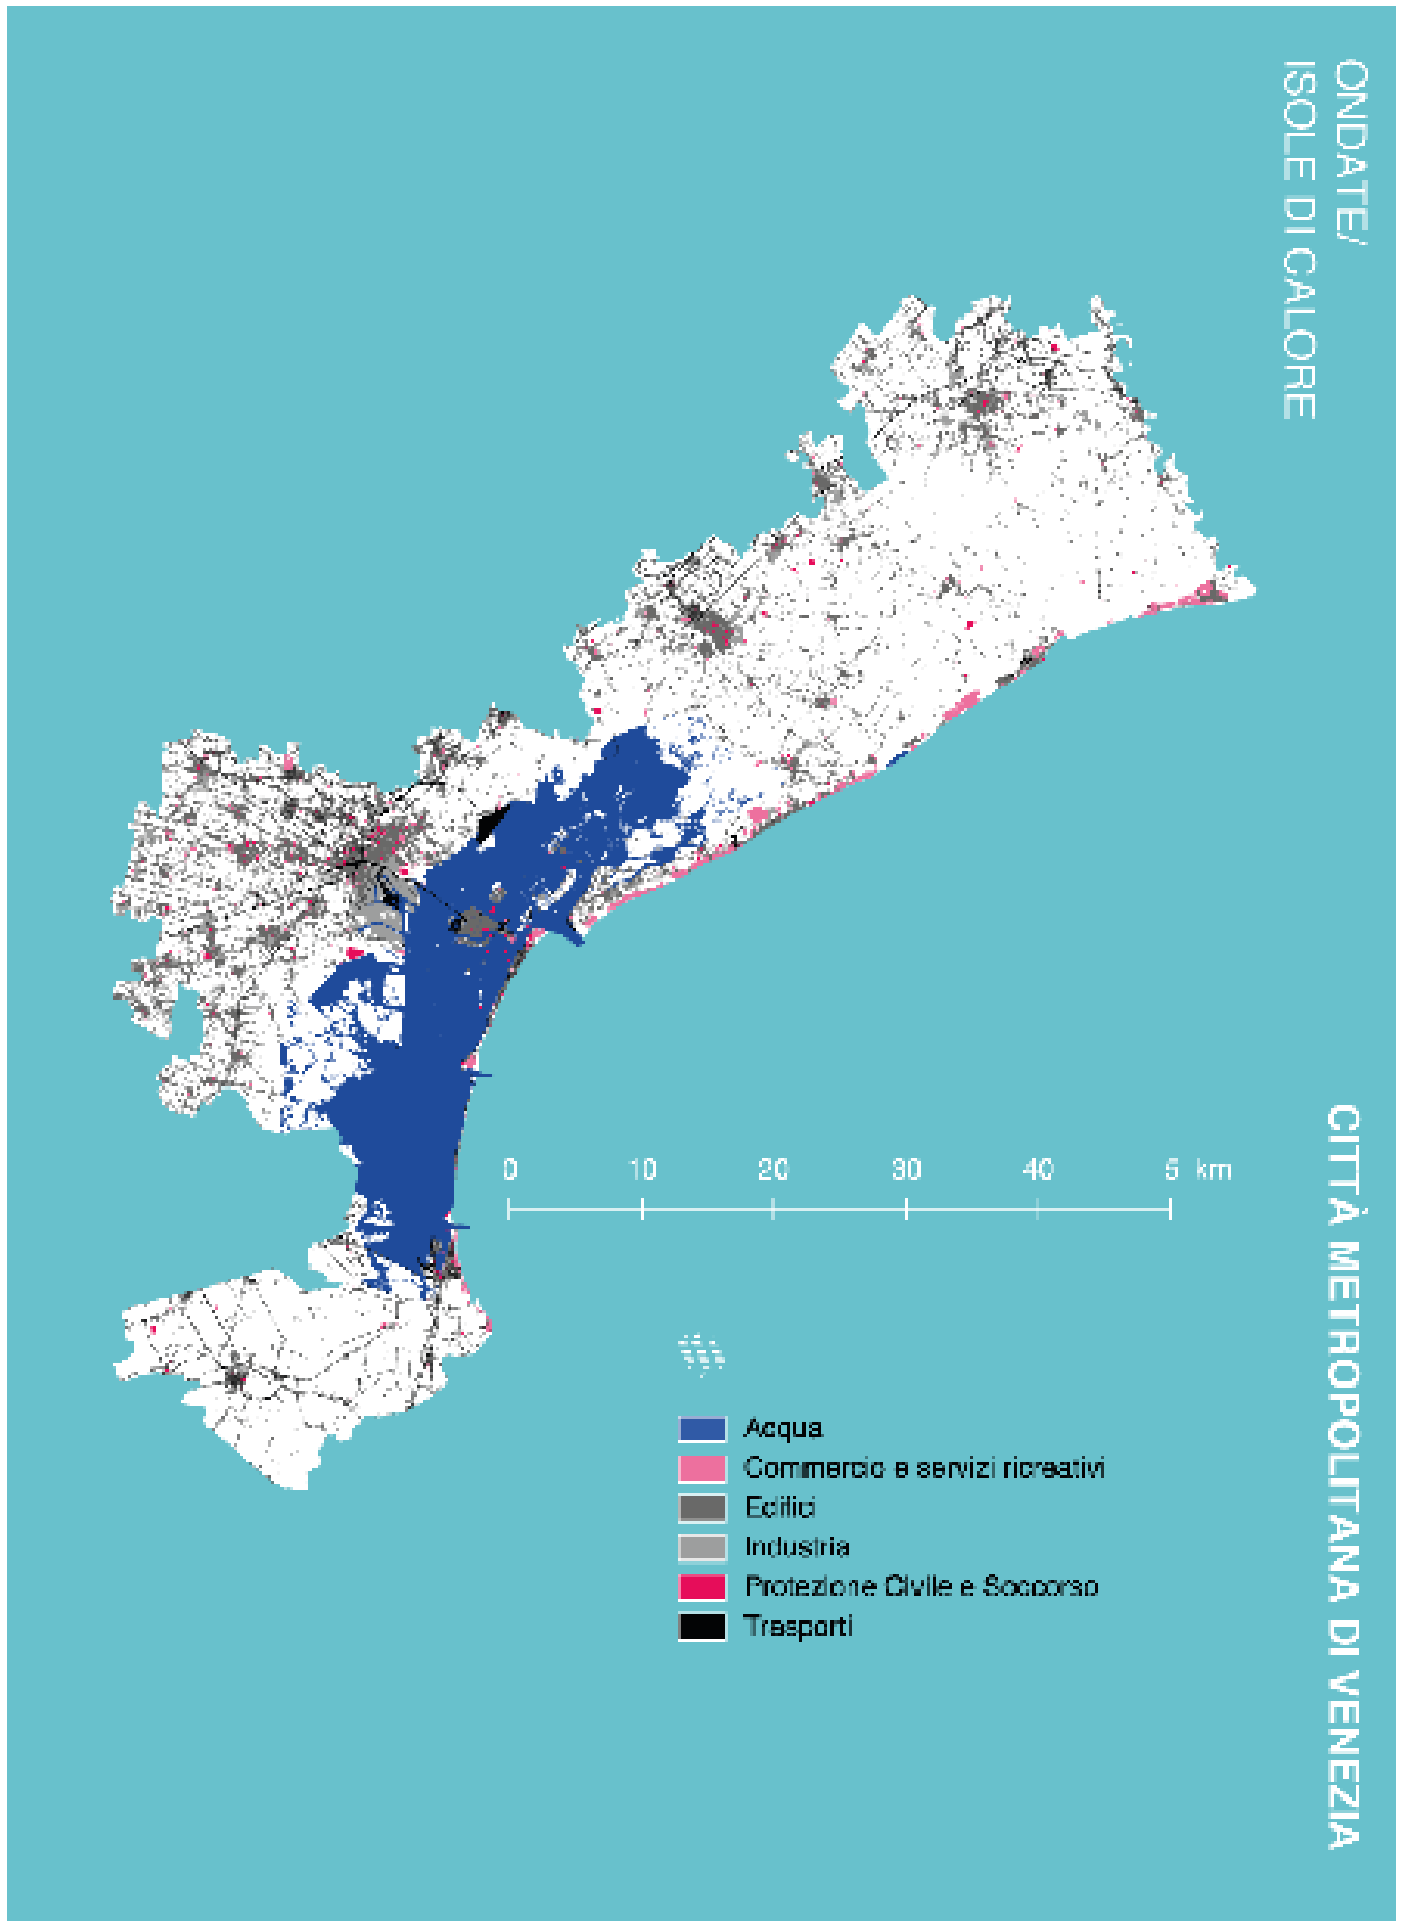 ONDATE/
ISOLE DI CALORE
CITTÀ METROPOLITANA DI VENEZIA
0 10 20 30 40 5 km
Acqua
Commercio e servizi ricreativi
Edifici
Industria
Protezione Civile e Soccorso
Trasporti